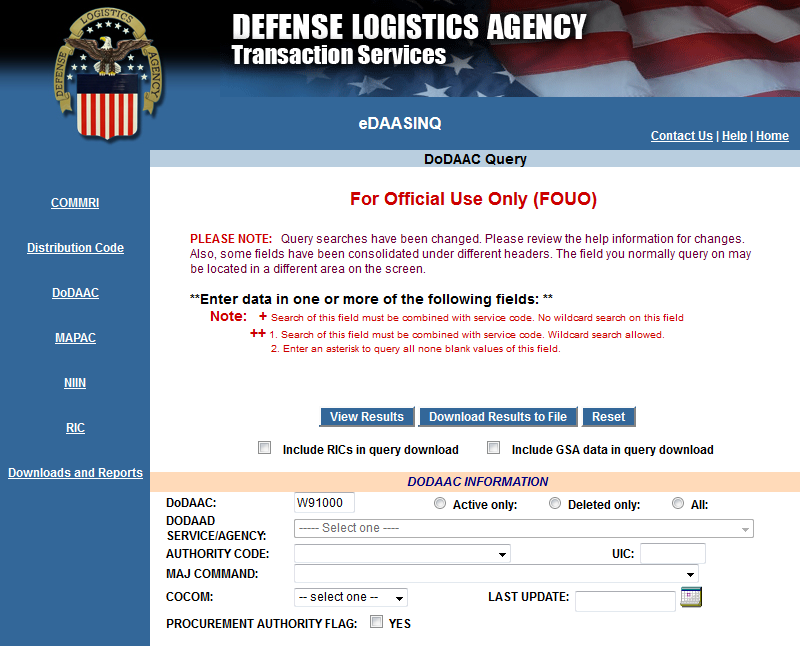 DEFENSE LOGISTICS AGENCY
DEFENSE LOGISTICS AGENCY
Transaction Services
eDAASINQ
Contact Us | Help | Home
DoDAAC Query
COMMRI
Distribution Code
DoDAAC
MAPAC
NIIN
RIC
Downloads and Reports
For Official Use Only (FOUO)
PLEASE NOTE: Query searches have been changed. Please review the help information for changes.
Also, some fields have been consolidated under different headers. The field you normally query on may
be located in a different area on the screen.
**Enter data in one or more of the following fields: **
Note: + Search of this field must be combined with service code. No wildcard search on this field
++ 1. Search of this field must be combined with service code. Wildcard search allowed.
2. Enter an asterisk to query all none blank values of this field.
View Results Download Results to File Reset
Include RICs in query download Include GSA data in query download
DODAAC INFORMATION
DoDAAC: W91000 Active only: Deleted only: All:
DODAAD
SERVICE/AGENCY: ----- Select one ----
AUTHORITY CODE: UIC:
MAJ COMMAND:
COCOM: -- select one -- LAST UPDATE:
PROCUREMENT AUTHORITY FLAG: YES